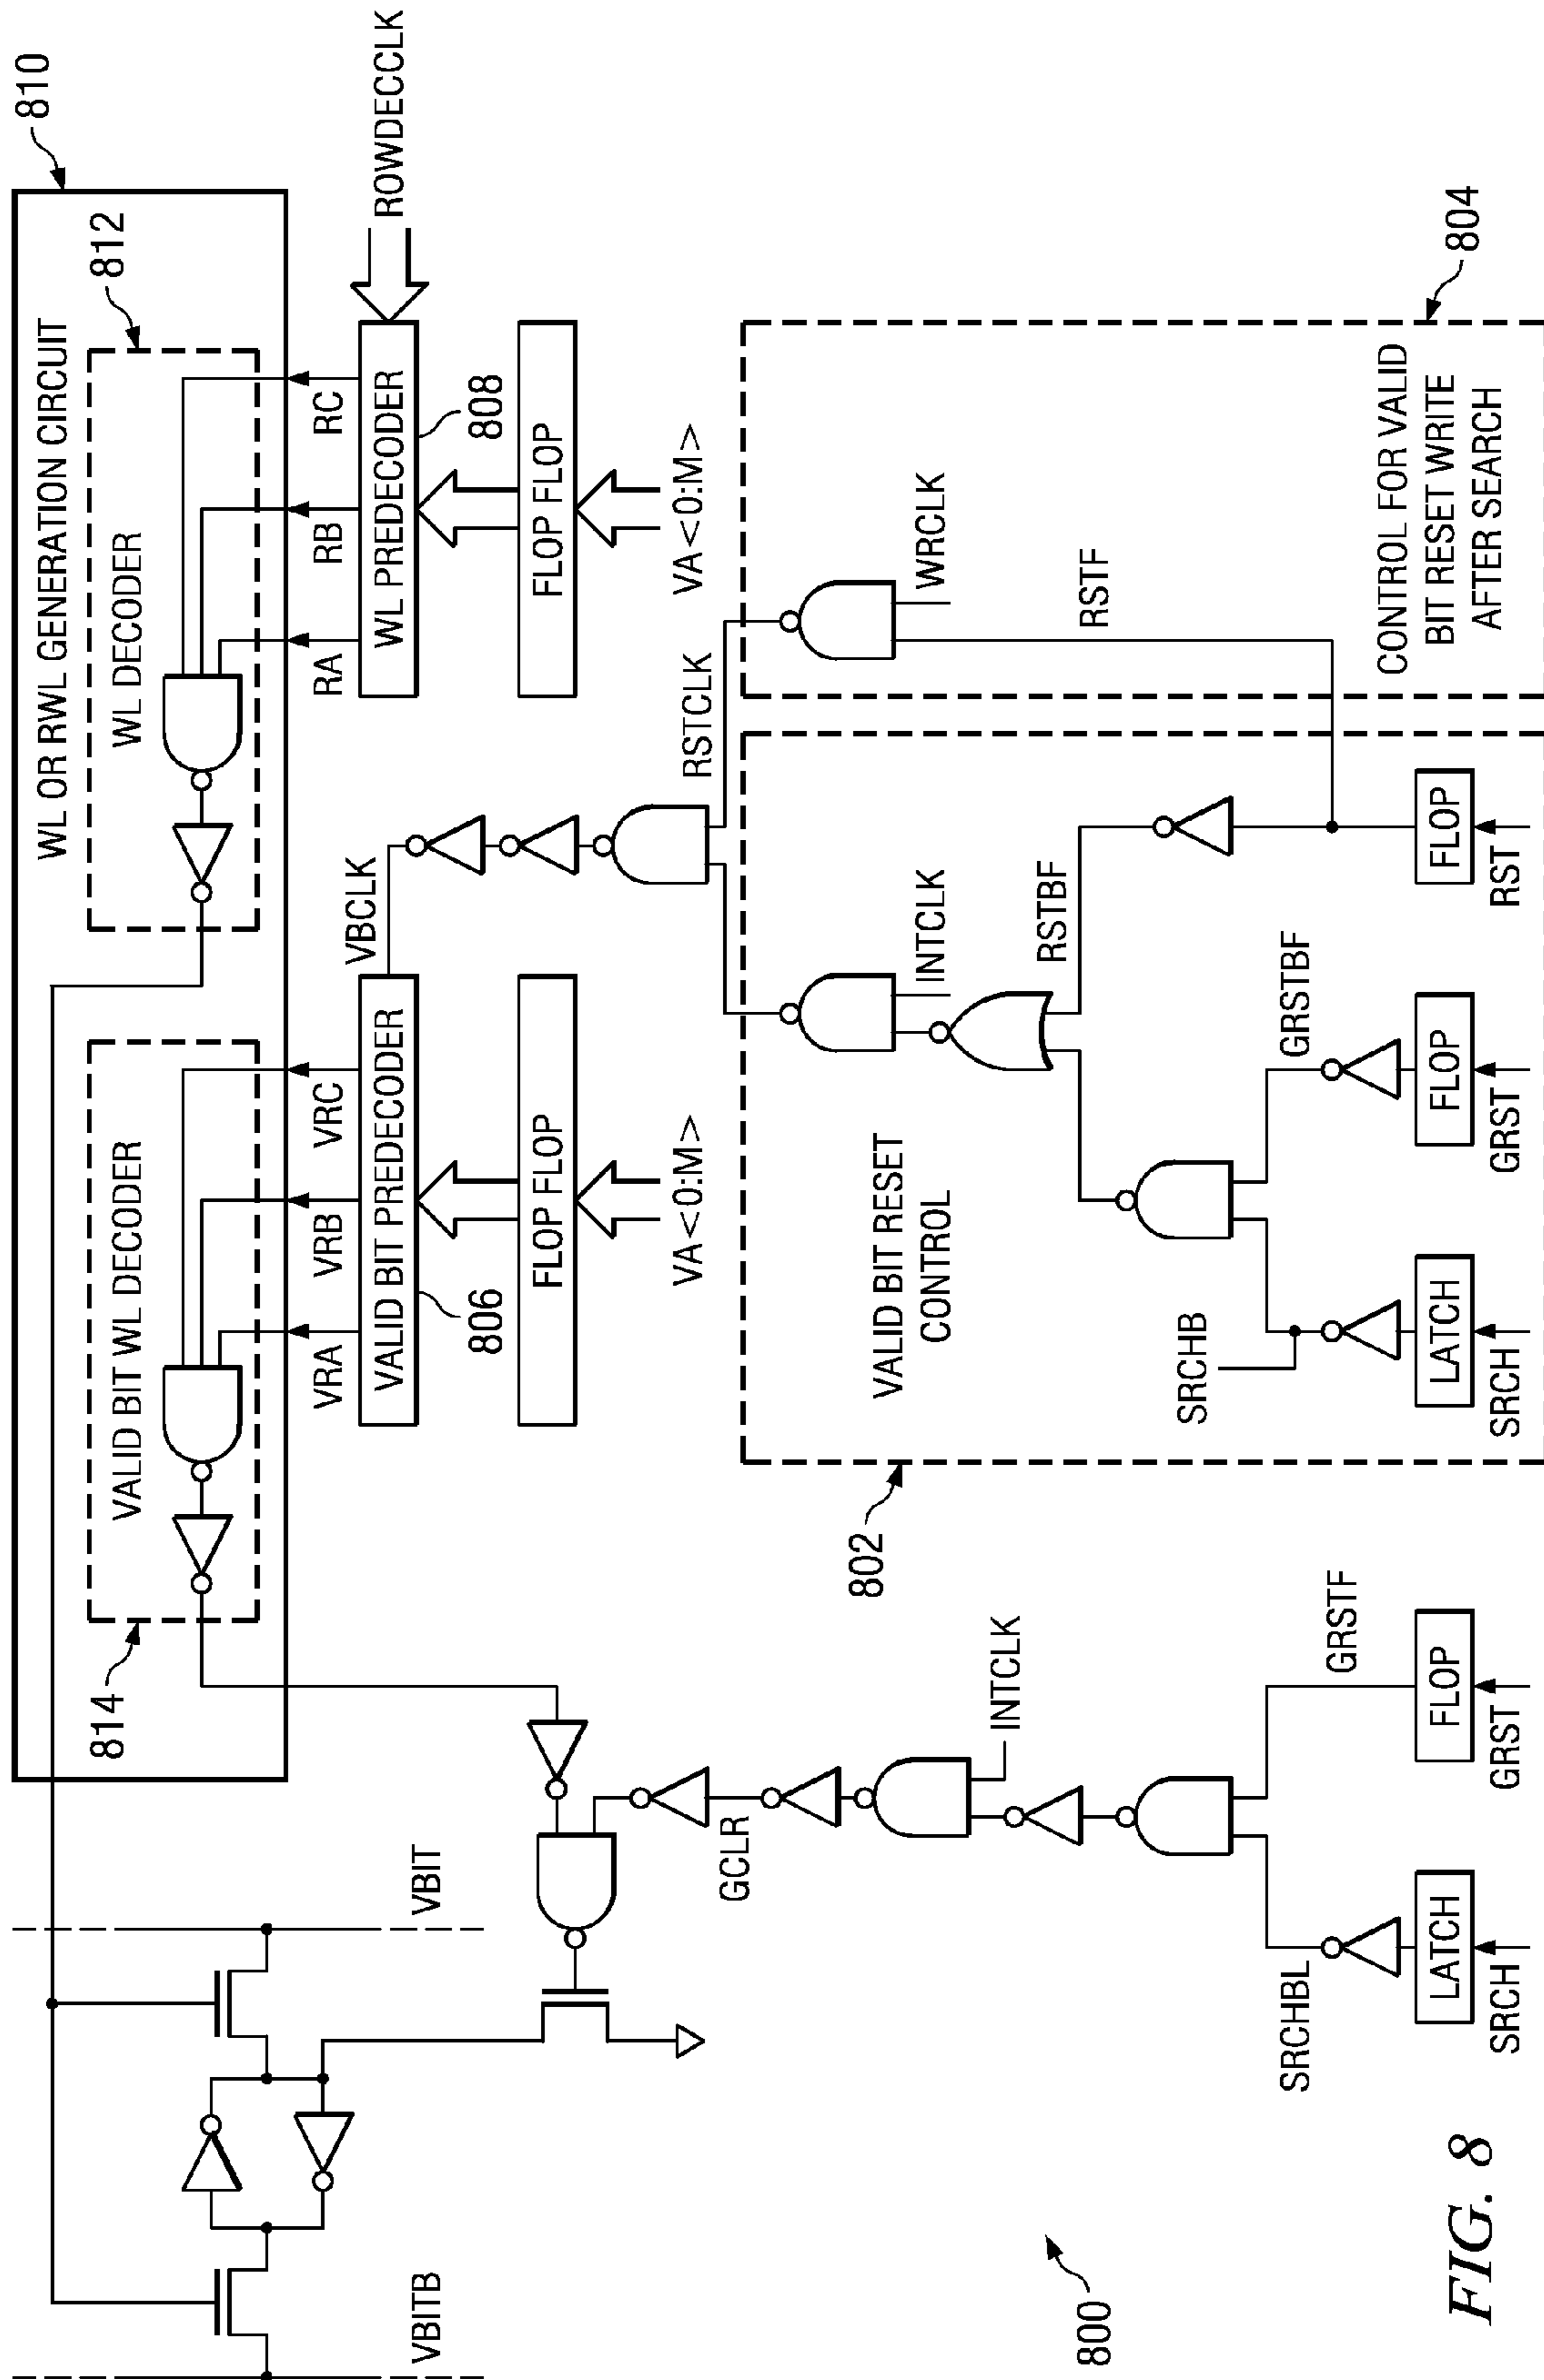 810
WL OR RWL GENERATION CIRCUIT
814
VALID BIT WL DECODER
812
WL DECODER
VBITB
VBIT
VRA
VRB
VRC
RA
RB
RC
VALID BIT PREDECODER
806
VBCLK
WL PREDECODER
808
ROWDECCLK
FLOP FLOP
FLOP FLOP
VA<0:M>
VA<0:M>
RSTCLK
GCLR
802
VALID BIT RESET
CONTROL
INTCLK
INTCLK
WRCLK
RSTBF
RSTF
804
CONTROL FOR VALID
BIT RESET WRITE
AFTER SEARCH
SRCHBL
GRSTF
SRCHB
GRSTBF
LATCH
FLOP
LATCH
FLOP
FLOP
SRCH
GRST
SRCH
GRST
RST
800
FIG. 8